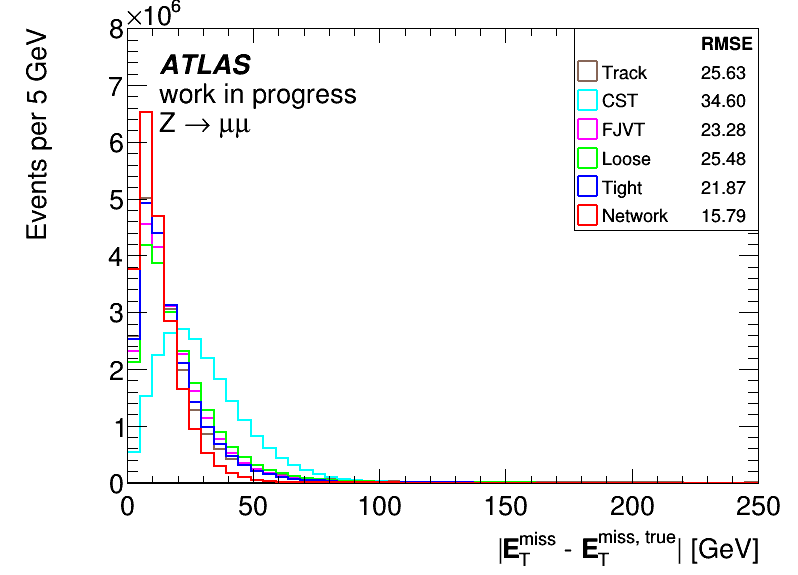 ×10⁶
Events per 5 GeV
8
7
6
5
4
3
2
1
0
ATLAS
work in progress
Z → μμ
RMSE
Track 25.63
CST 34.60
FJVT 23.28
Loose 25.48
Tight 21.87
Network 15.79
0 50 100 150 200 250
|E_T^miss - E_T^miss, true| [GeV]